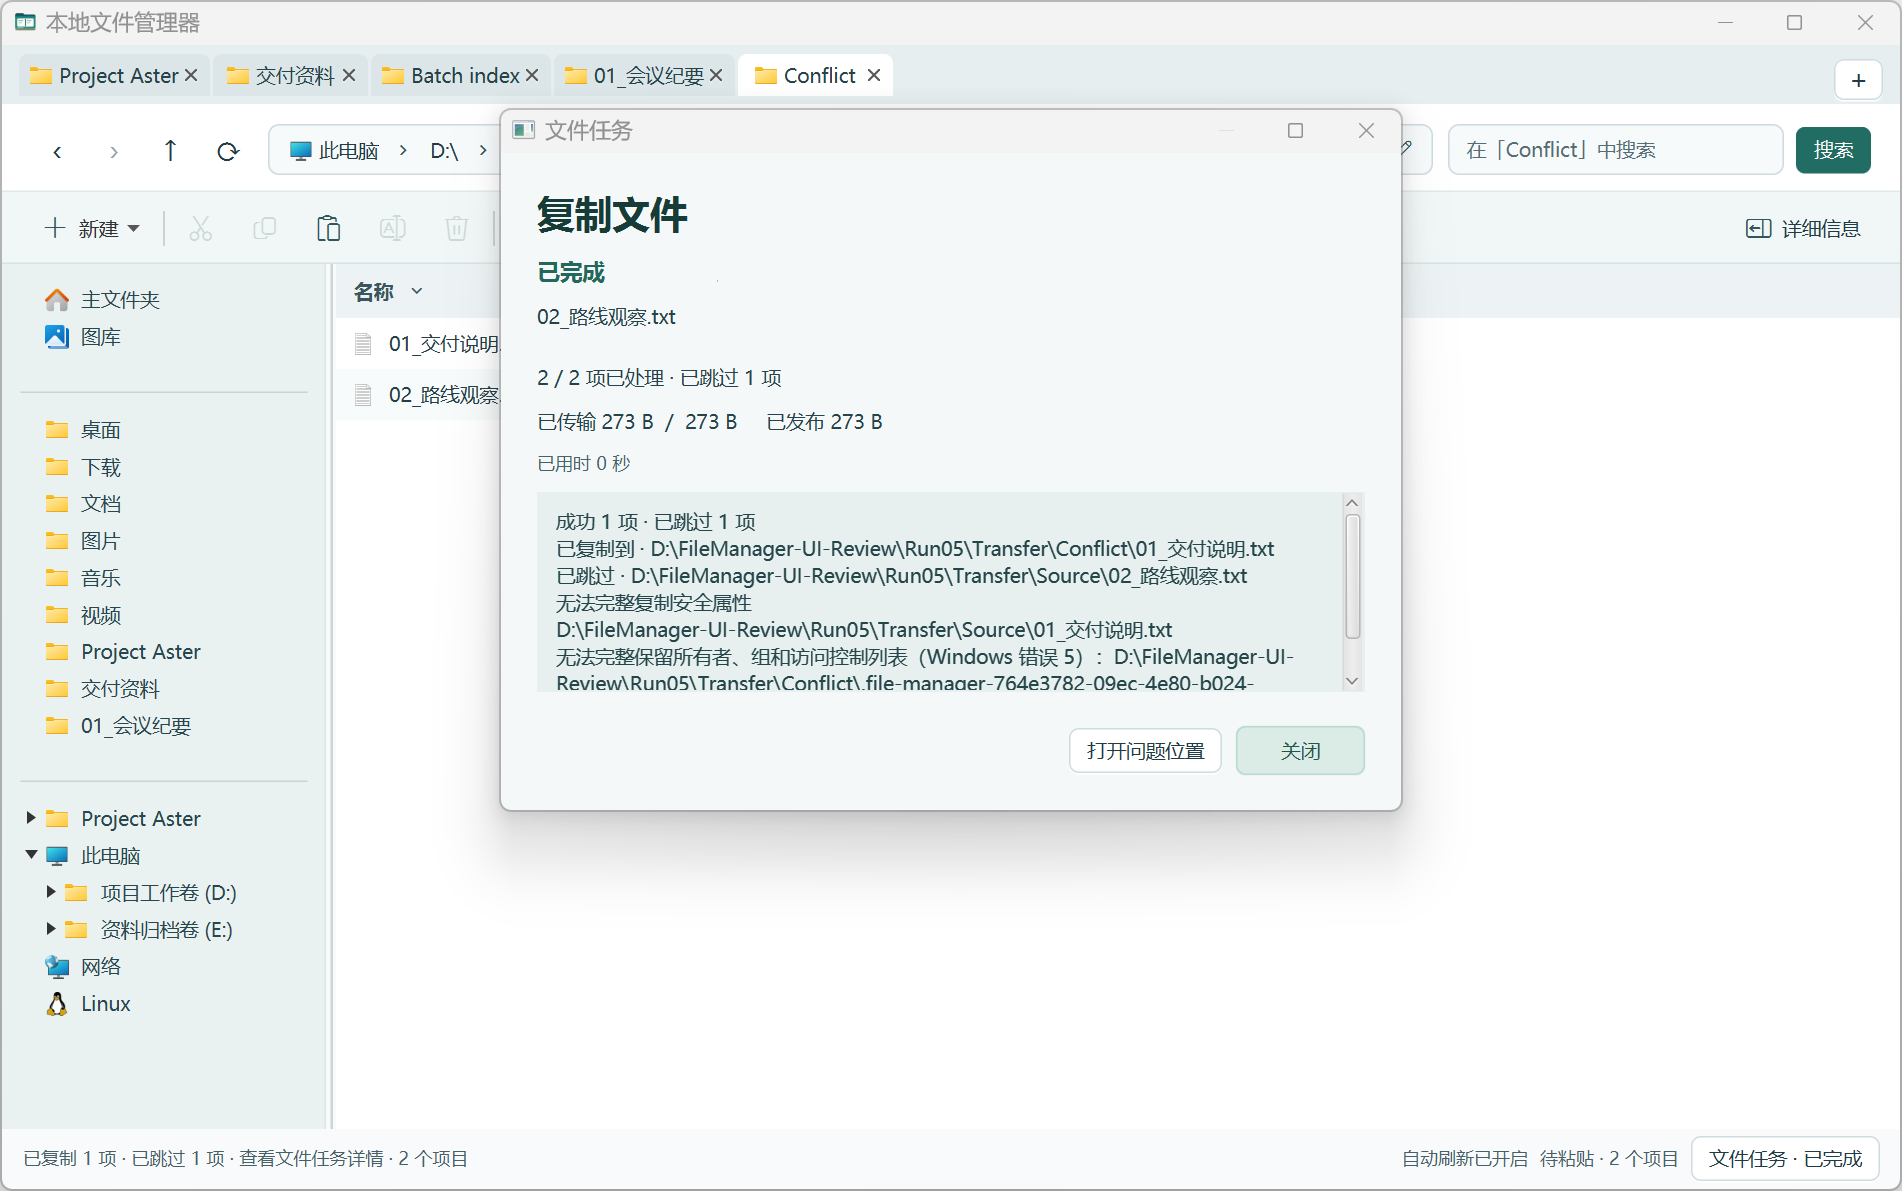 本地文件管理器
Project Aster
交付资料
Batch index
01_会议纪要
Conflict
+
文件任务
此电脑 > D:\ >
在「Conflict」中搜索
搜索
新建
详细信息
复制文件
已完成
02_路线观察.txt
2 / 2 项已处理 · 已跳过 1 项
已传输 273 B / 273 B 已发布 273 B
已用时 0 秒
成功 1 项 · 已跳过 1 项
已复制到 · D:\FileManager-UI-Review\Run05\Transfer\Conflict\01_交付说明.txt
已跳过 · D:\FileManager-UI-Review\Run05\Transfer\Source\02_路线观察.txt
无法完整复制安全属性
D:\FileManager-UI-Review\Run05\Transfer\Source\01_交付说明.txt
无法完整保留所有者、组和访问控制列表（Windows 错误 5）：D:\FileManager-UI-
Review\Run05\Transfer\Conflict\.file-manager-764e3782-09ec-4e80-b024-
打开问题位置
关闭
主文件夹
图库
桌面
下载
文档
图片
音乐
视频
Project Aster
交付资料
01_会议纪要
Project Aster
此电脑
项目工作卷 (D:)
资料归档卷 (E:)
网络
Linux
名称
01_交付说明.
02_路线观察.
已复制 1 项 · 已跳过 1 项 · 查看文件任务详情 · 2 个项目
自动刷新已开启 待粘贴 · 2 个项目
文件任务 · 已完成